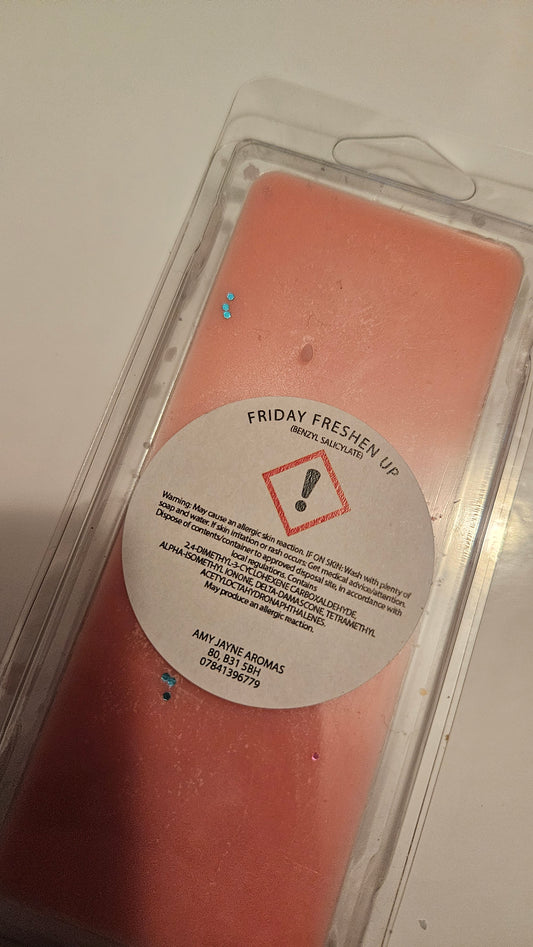 FRIDAY FRESHEN UP
(BENZYL SALICYLATE)
Warning: May cause an allergic skin reaction. IF ON SKIN: Wash with plenty of
soap and water. If skin irritation or rash occurs: Get medical advice/attention.
Dispose of contents/container to approved disposal site, in accordance with
local regulations. Contains
2,4-DIMETHYL-3-CYCLOHEXENE CARBOXALDEHYDE,
ALPHA-ISOMETHYL IONONE, DELTA-DAMASCONE, TETRAMETHYL
ACETYLOCTAHYDRONAPHTHALENES.
May produce an allergic reaction.
AMY JAYNE AROMAS
80, B31 5BH
07841396779